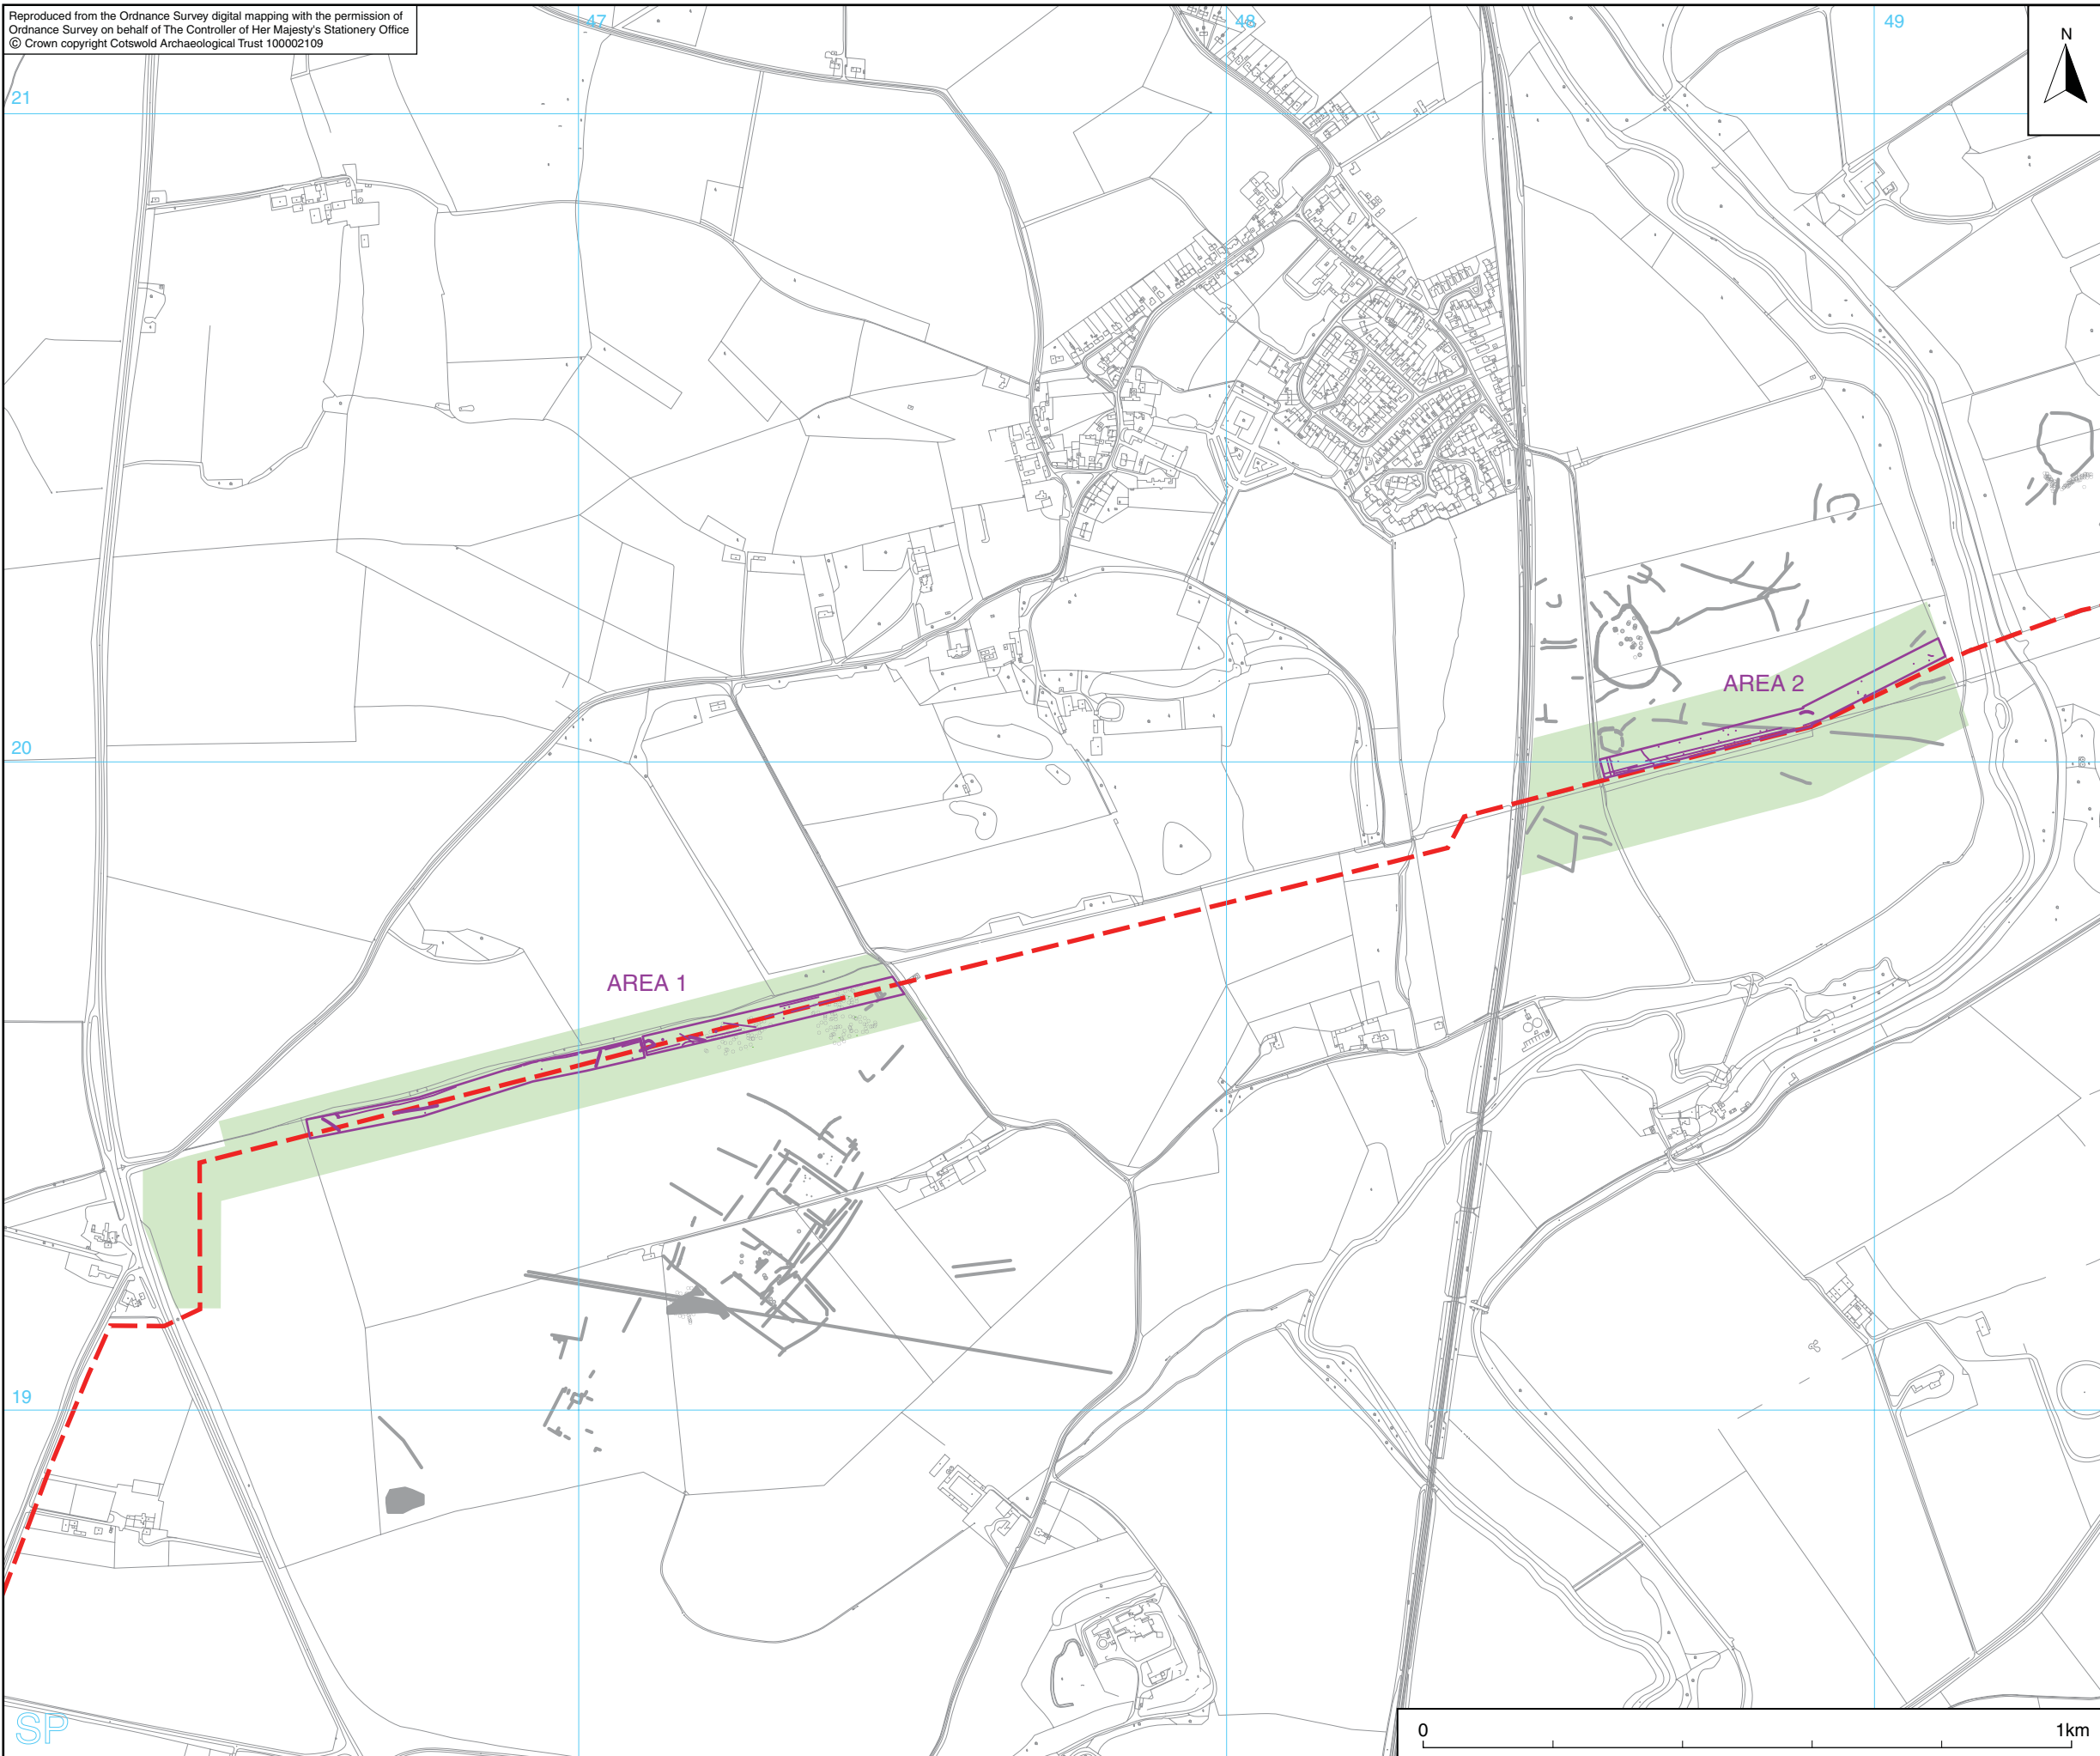 Reproduced from the Ordnance Survey digital mapping with the permission of
Ordnance Survey on behalf of The Controller of Her Majesty's Stationery Office
© Crown copyright Cotswold Archaeological Trust 100002109
47
48
49
N
21
AREA 2
20
AREA 1
19
SP
0
1km